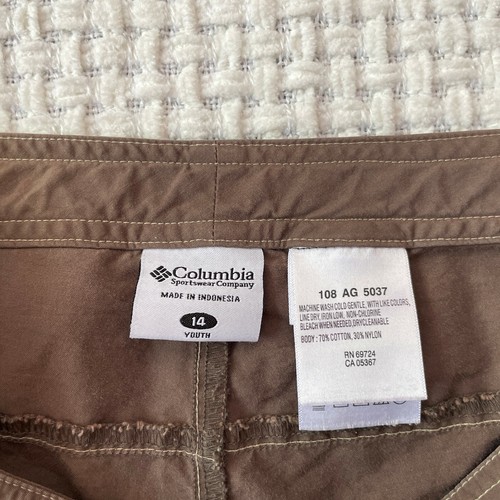 Columbia
Sportswear Company
MADE IN INDONESIA
14
YOUTH
108 AG 5037
MACHINE WASH COLD GENTLE, WITH LIKE COLORS,
LINE DRY, IRON LOW, NON-CHLORINE
BLEACH WHEN NEEDED,DRYCLEANABLE
BODY : 70% COTTON, 30% NYLON
RN 69724
CA 05367